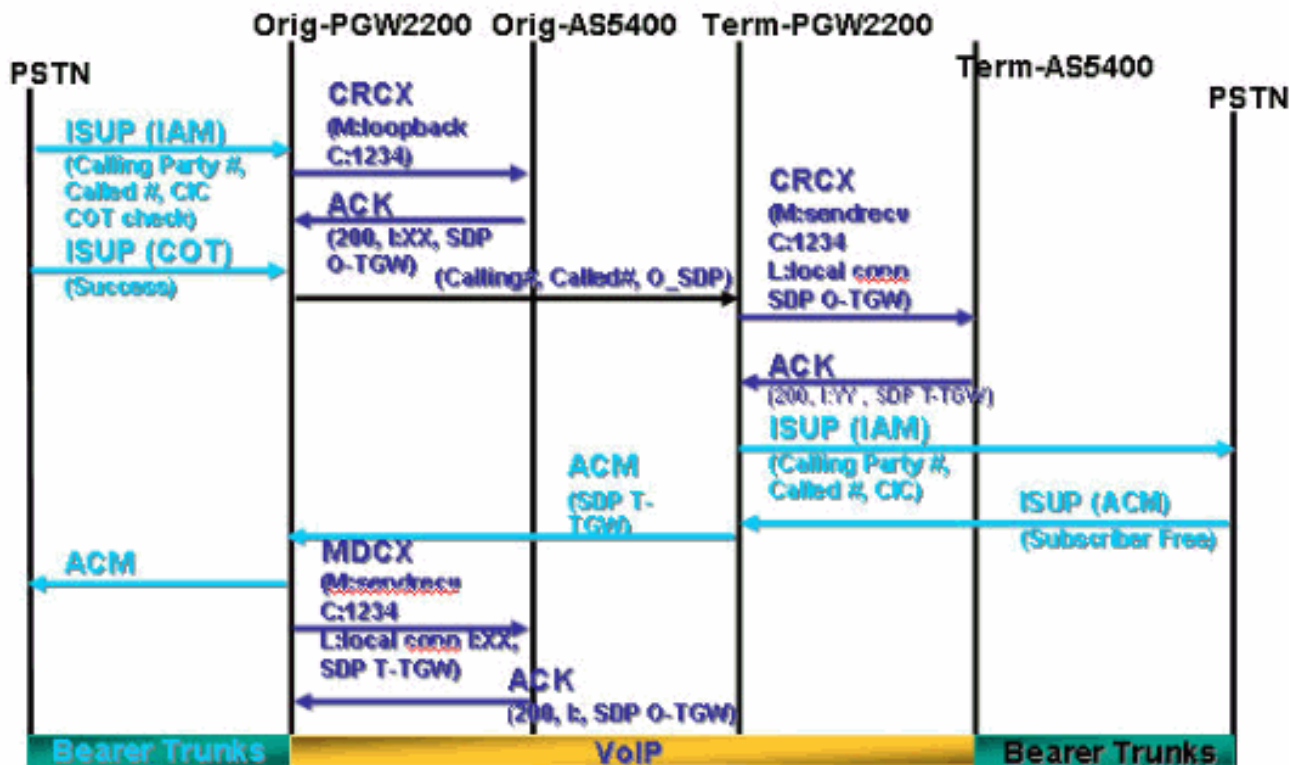 Orig-PGW2200 Orig-AS5400 Term-PGW2200
Term-AS5400
PSTN
PSTN
ISUP (IAM)
(Calling Party #,
Called #, CIC
COT check)
ISUP (COT)
(Success)
CRCX
(M:loopback
C:1234)
ACK
(200, I:XX, SDP
O-TGW)
(Calling#, Called#, O_SDP)
CRCX
(M:sendrecv
C:1234
L:local conn
SDP O-TGW)
ACK
(200, I:YY , SDP T-TGW)
ISUP (IAM)
(Calling Party #,
Called #, CIC)
ISUP (ACM)
(Subscriber Free)
ACM
(SDP T-
TGW)
ACM
MDCX
(M:sendrecv
C:1234
L:local conn I:XX,
SDP T-TGW)
ACK
(200, I:, SDP O-TGW)
Bearer Trunks
VoIP
Bearer Trunks